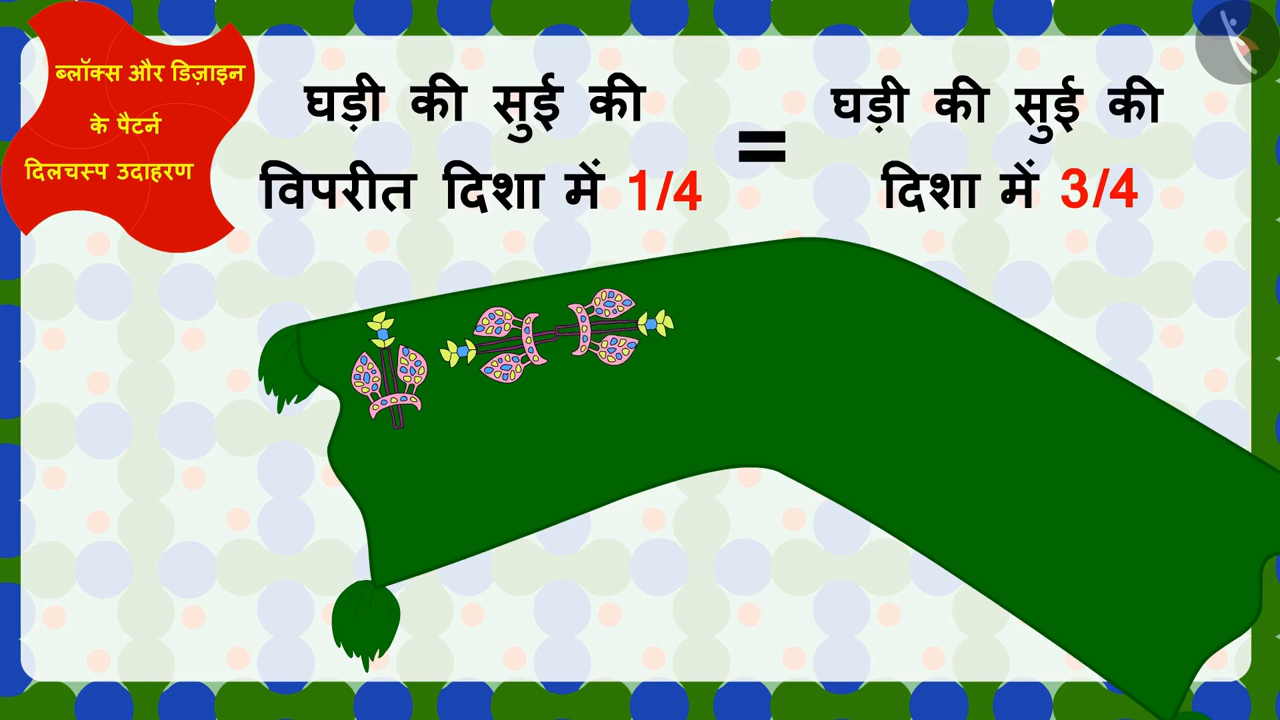 ब्लॉक्स और डिज़ाइन
के पैटर्न
दिलचस्प उदाहरण
घड़ी की सुई की
विपरीत दिशा में 1/4
=
घड़ी की सुई की
दिशा में 3/4